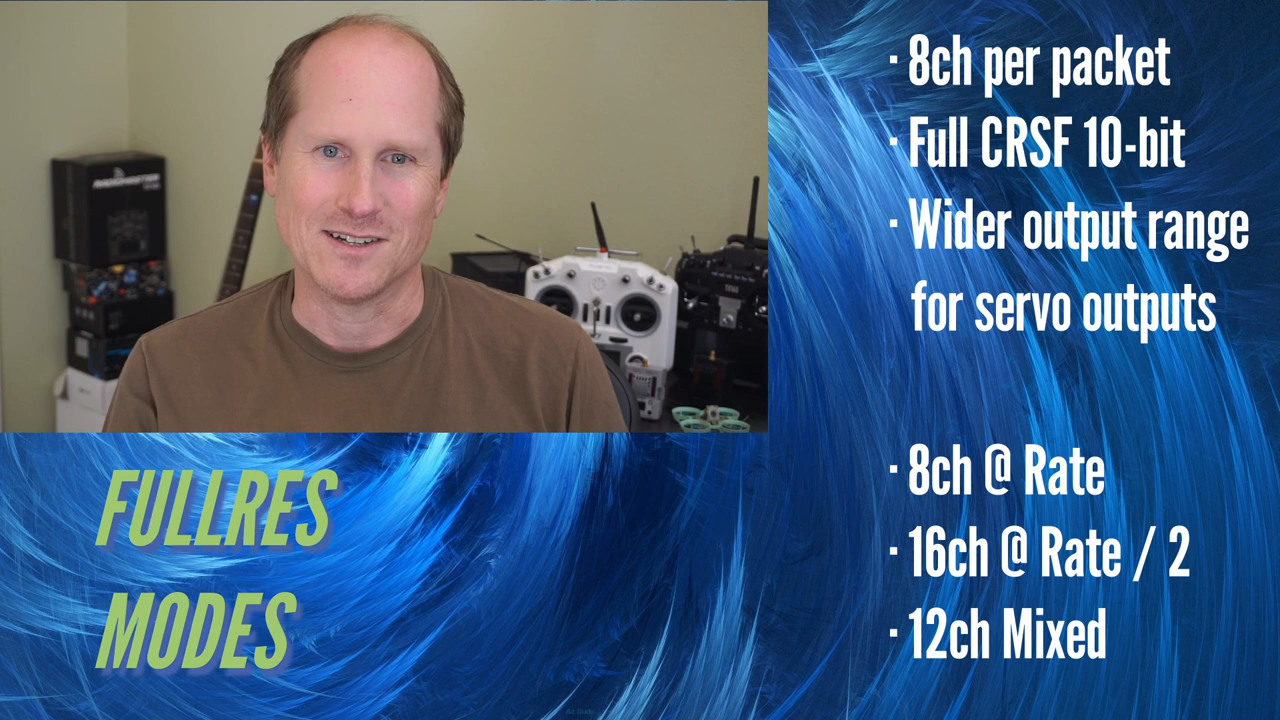 · 8ch per packet
· Full CRSF 10-bit
· Wider output range
for servo outputs
· 8ch @ Rate
· 16ch @ Rate / 2
· 12ch Mixed
FULLRES
MODES